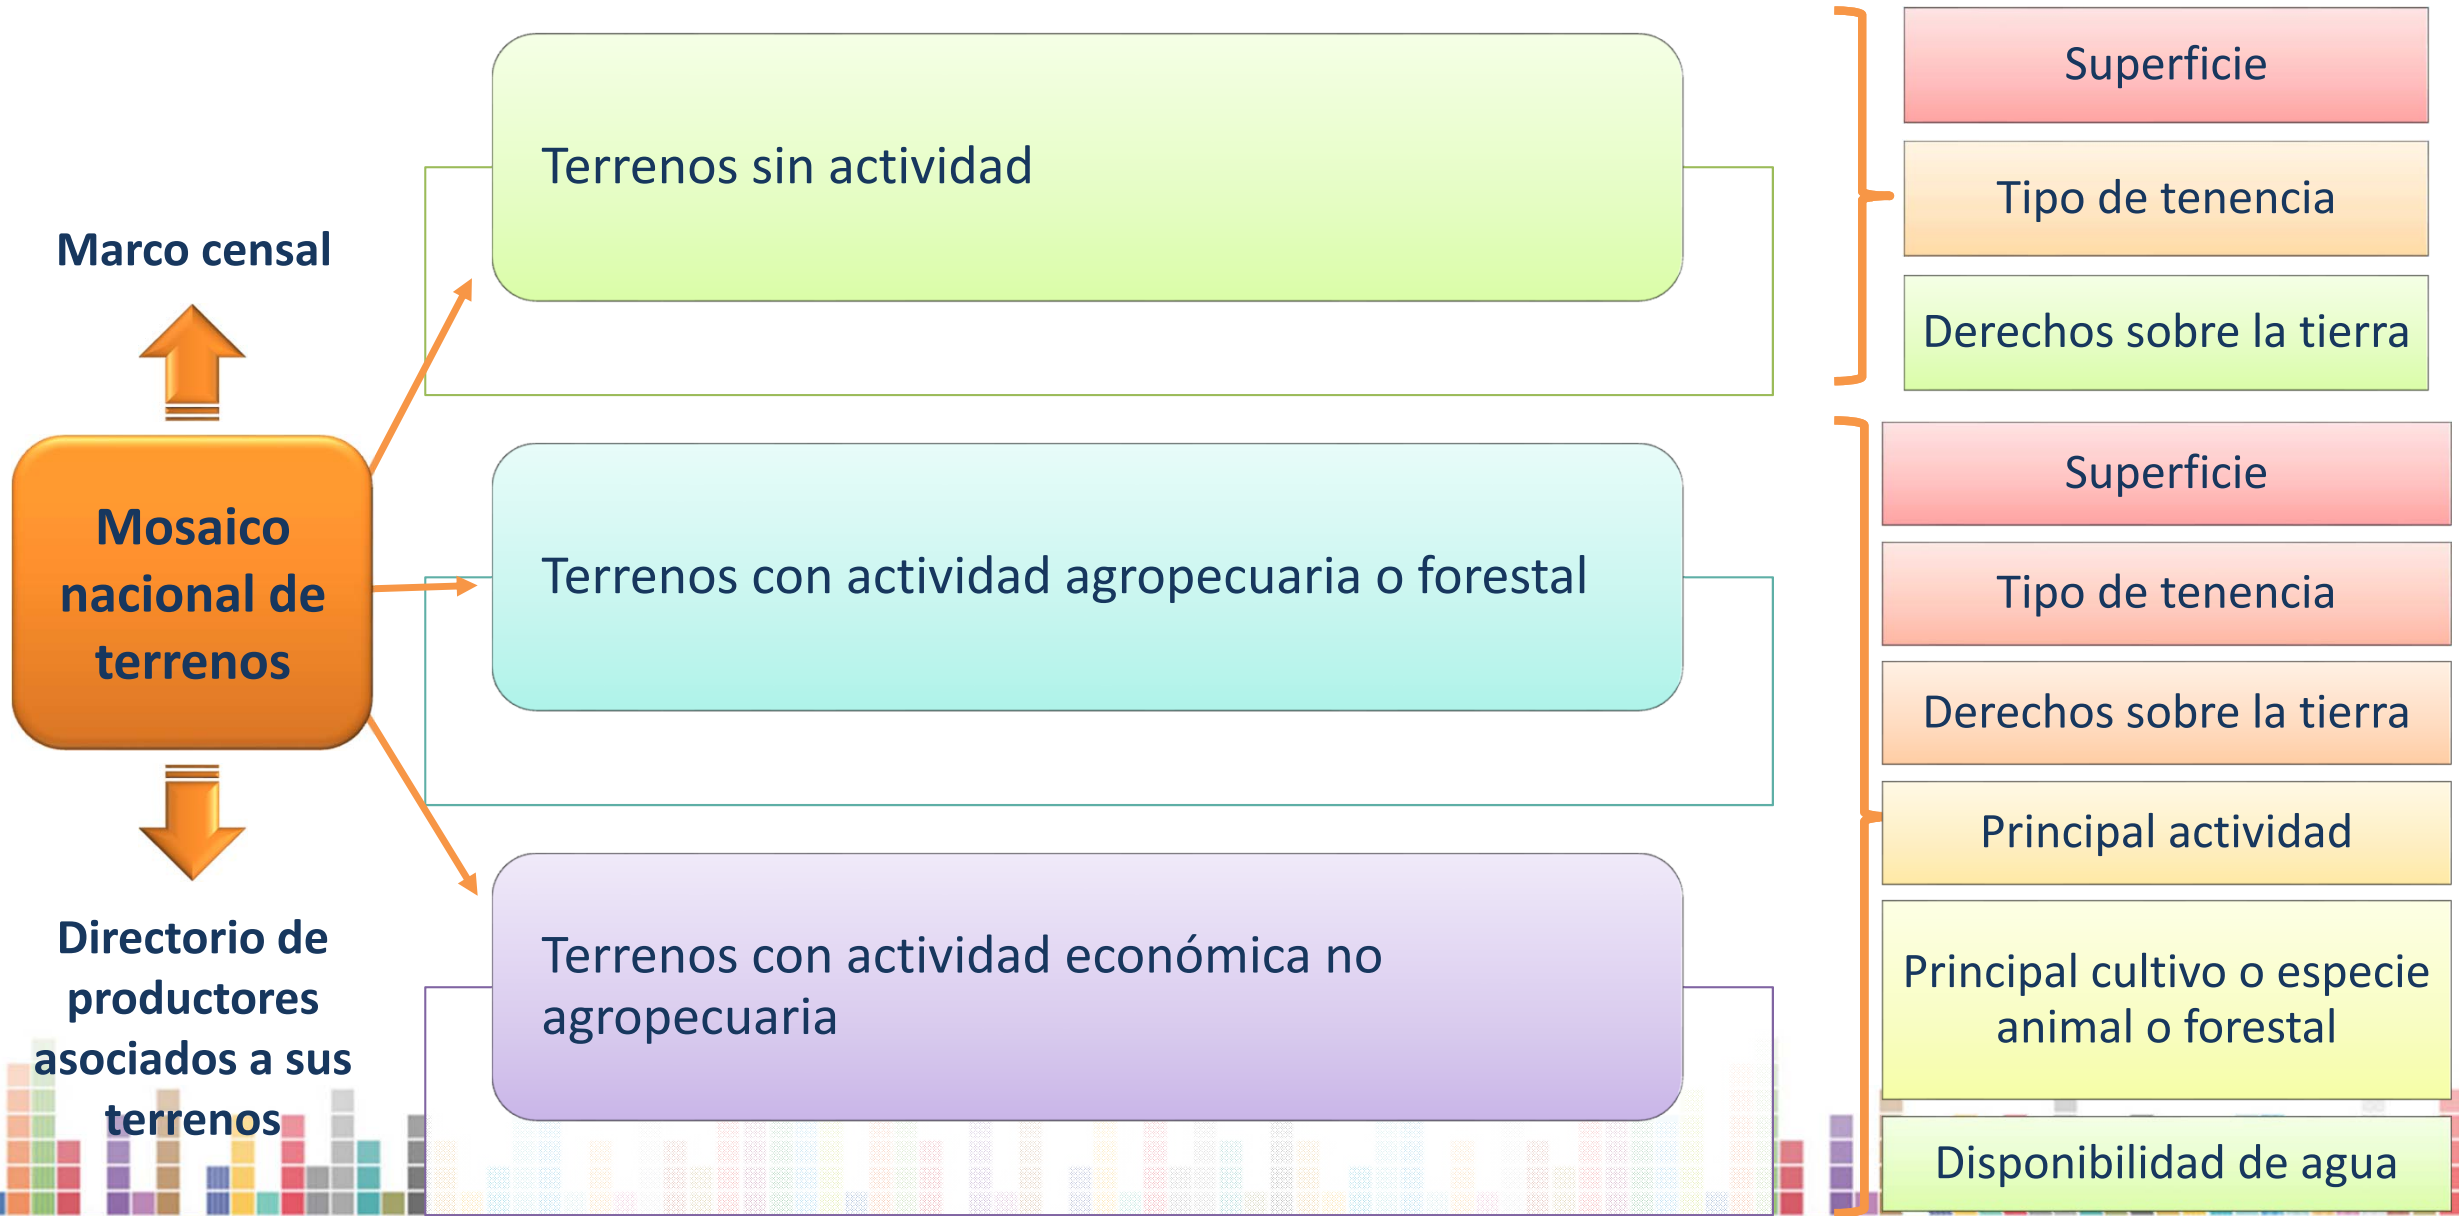 Marco censal
Mosaico
nacional de
terrenos
Directorio de
productores
asociados a sus
terrenos
Terrenos sin actividad
Terrenos con actividad agropecuaria o forestal
Terrenos con actividad económica no
agropecuaria
Superficie
Tipo de tenencia
Derechos sobre la tierra
Superficie
Tipo de tenencia
Derechos sobre la tierra
Principal actividad
Principal cultivo o especie
animal o forestal
Disponibilidad de agua